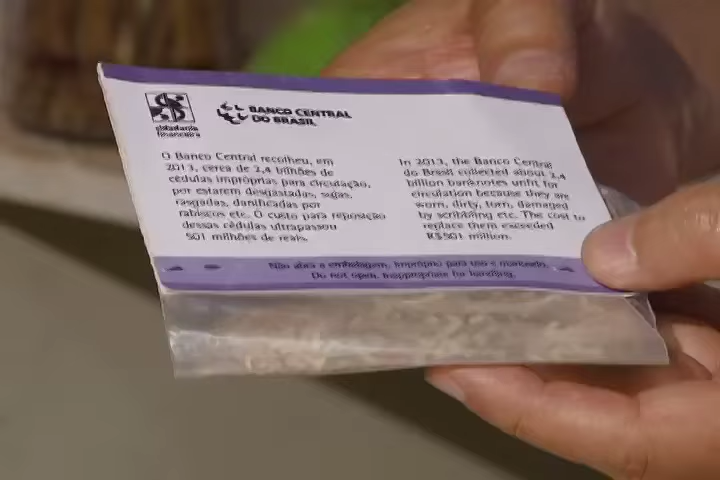 cidadania
financeira
BANCO CENTRAL
DO BRASIL
O Banco Central recolheu, em
2013, cerca de 2,4 bilhões de
cédulas impróprias para circulação,
por estarem desgastadas, sujas,
rasgadas, danificadas por
rabiscos etc. O custo para reposição
dessas cédulas ultrapassou
501 milhões de reais.
In 2013, the Banco Central
do Brasil collected about 2,4
billion banknotes unfit for
circulation because they are
worn, dirty, torn, damaged
by scribbling etc. The cost to
replace them exceeded
R$501 million.
Não abra a embalagem. Impróprio para uso e manuseio.
Do not open. Inappropriate for handling.